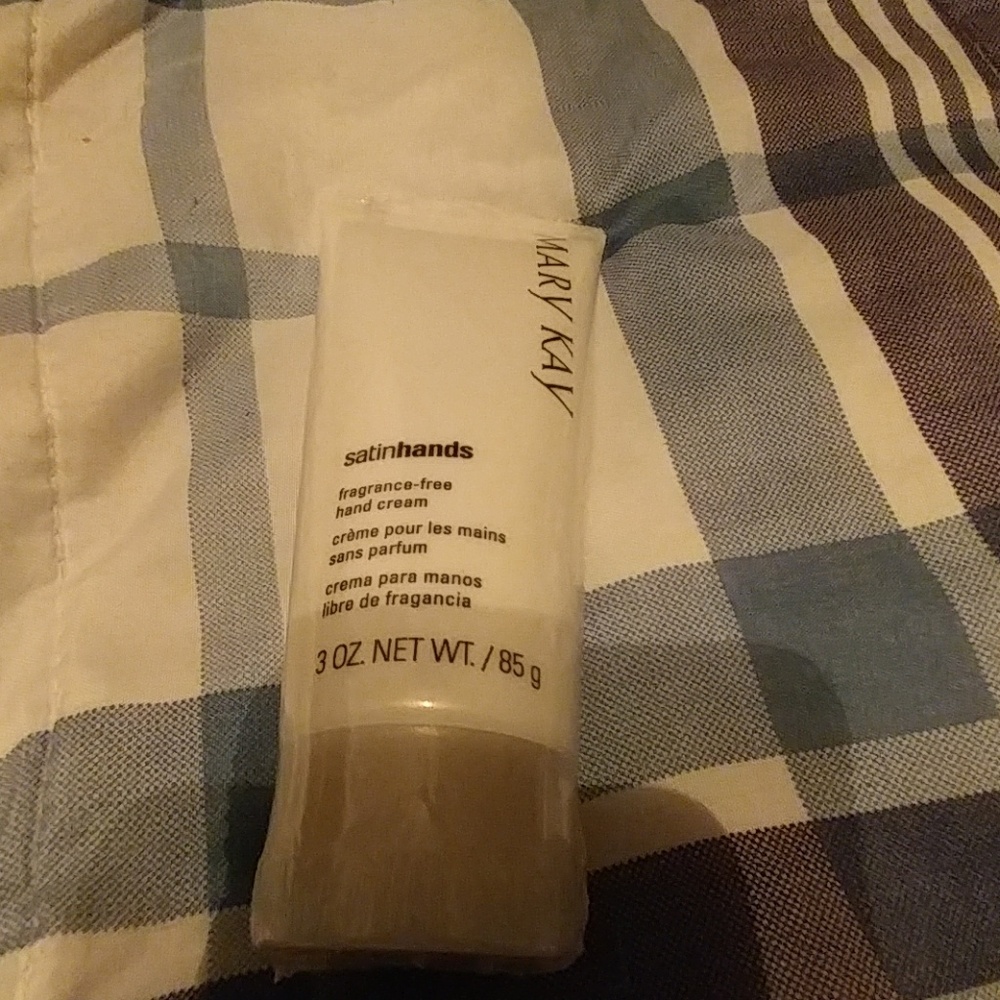 MARY KAY
satinhands
fragrance-free
hand cream
crème pour les mains
sans parfum
crema para manos
libre de fragancia
3 OZ. NET WT. / 85 g